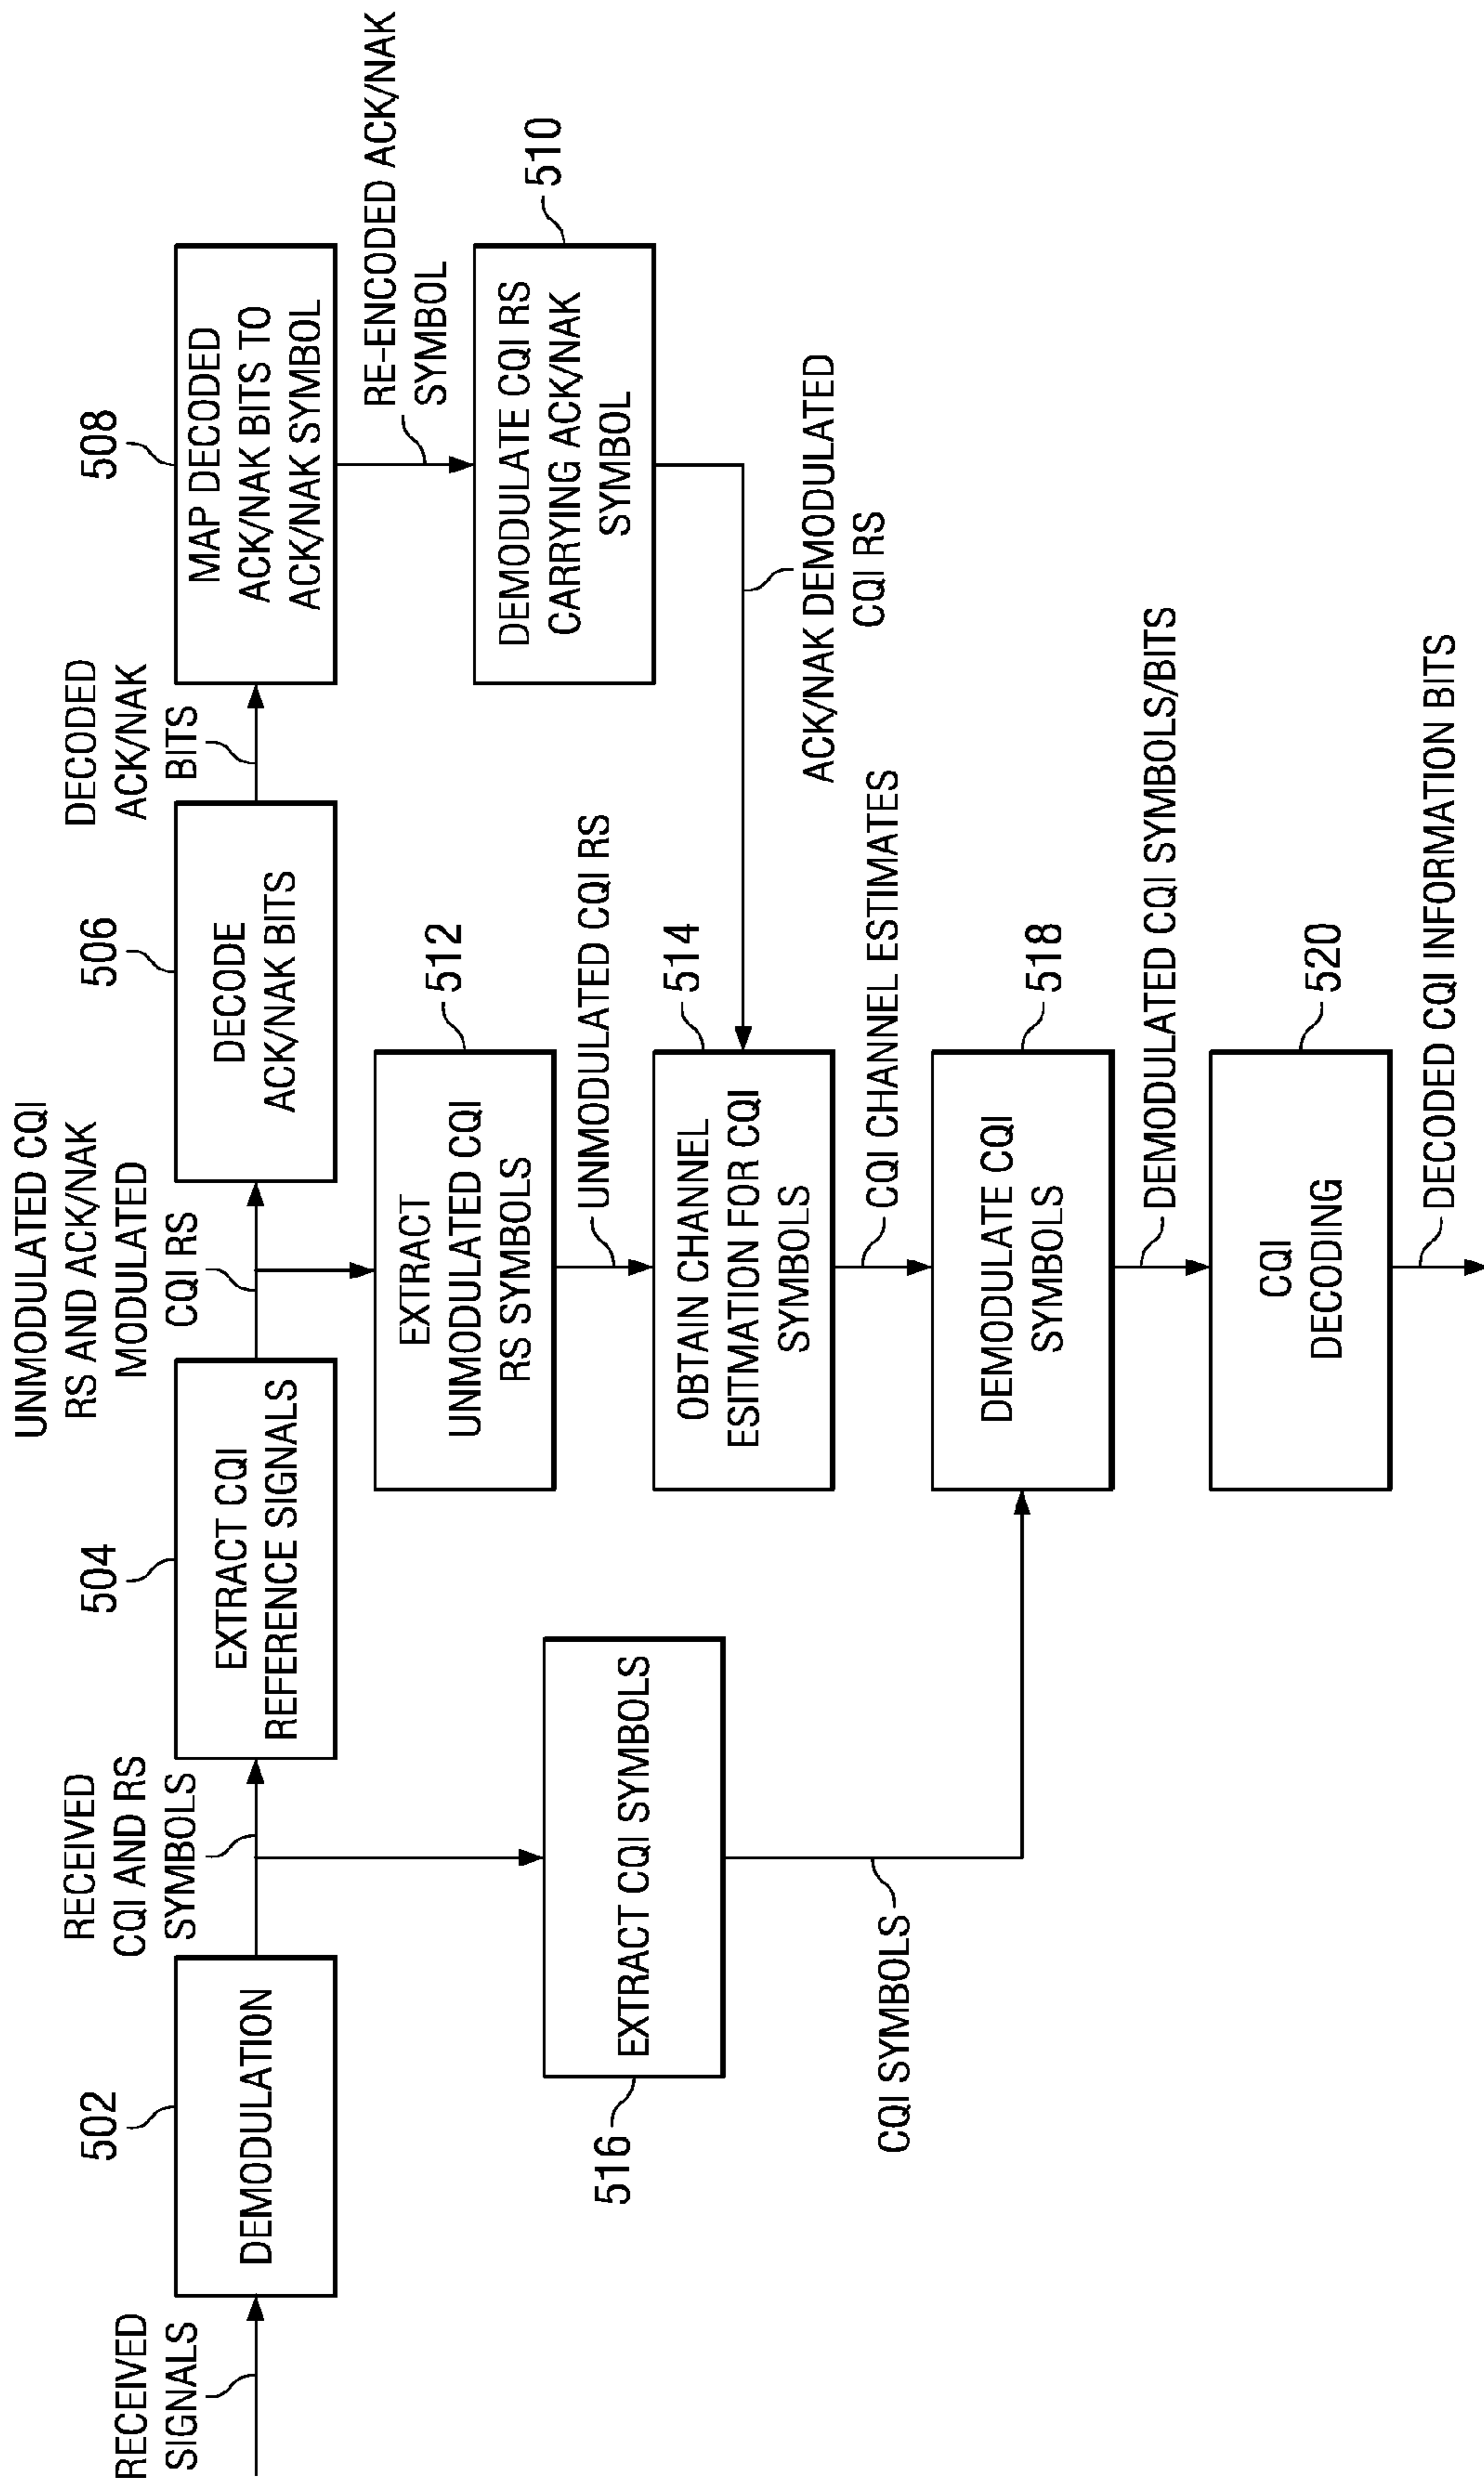 RECEIVED
SIGNALS
502
DEMODULATION
RECEIVED
CQI AND RS
SYMBOLS
504
EXTRACT CQI
REFERENCE SIGNALS
UNMODULATED CQI
RS AND ACK/NAK
MODULATED
CQI RS
506
DECODE
ACK/NAK BITS
DECODED
ACK/NAK
BITS
508
MAP DECODED
ACK/NAK BITS TO
ACK/NAK SYMBOL
RE-ENCODED ACK/NAK
SYMBOL
510
DEMODULATE CQI RS
CARRYING ACK/NAK
SYMBOL
ACK/NAK DEMODULATED
CQI RS
512
EXTRACT
UNMODULATED CQI
RS SYMBOLS
UNMODULATED CQI RS
514
OBTAIN CHANNEL
ESITMATION FOR CQI
SYMBOLS
CQI CHANNEL ESTIMATES
516
EXTRACT CQI SYMBOLS
CQI SYMBOLS
518
DEMODULATE CQI
SYMBOLS
DEMODULATED CQI SYMBOLS/BITS
520
CQI
DECODING
DECODED CQI INFORMATION BITS